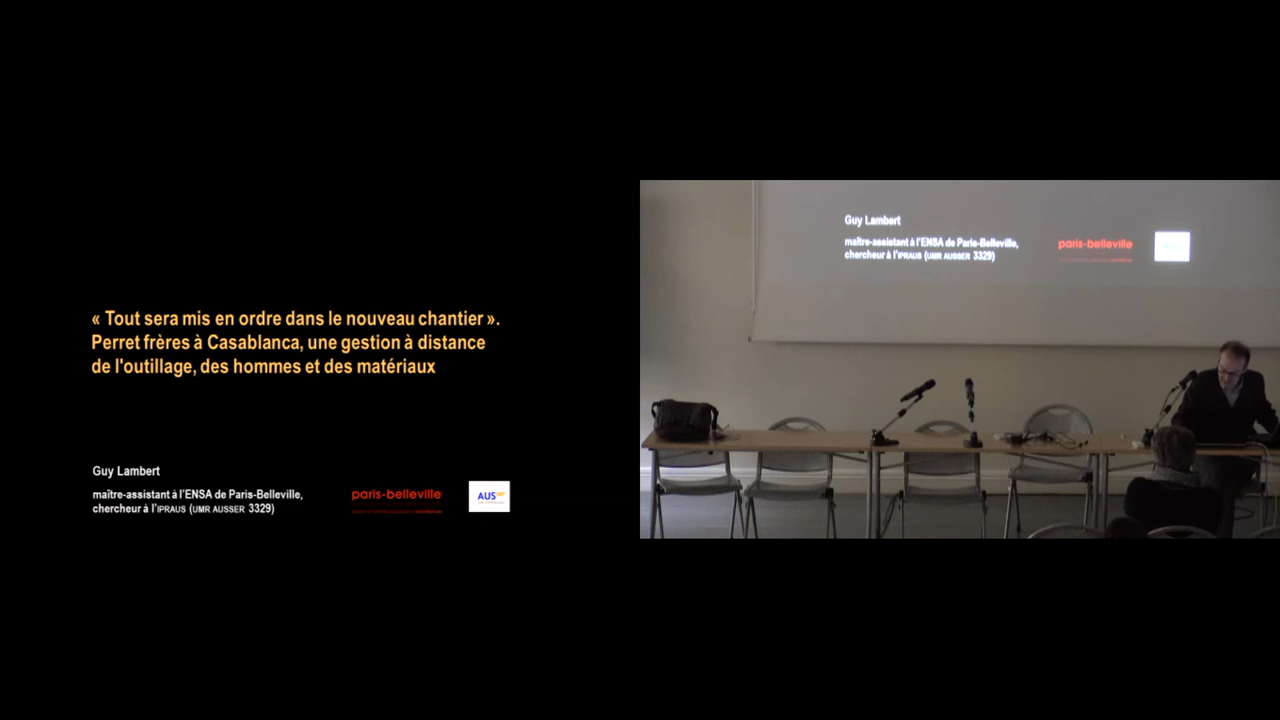 « Tout sera mis en ordre dans le nouveau chantier ».
Perret frères à Casablanca, une gestion à distance
de l'outillage, des hommes et des matériaux
Guy Lambert
maître-assistant à l'ENSA de Paris-Belleville,
chercheur à l'IPRAUS (UMR AUSSER 3329)
paris-belleville
AUS
Guy Lambert
maître-assistant à l'ENSA de Paris-Belleville,
chercheur à l'IPRAUS (UMR AUSSER 3329)
paris-belleville